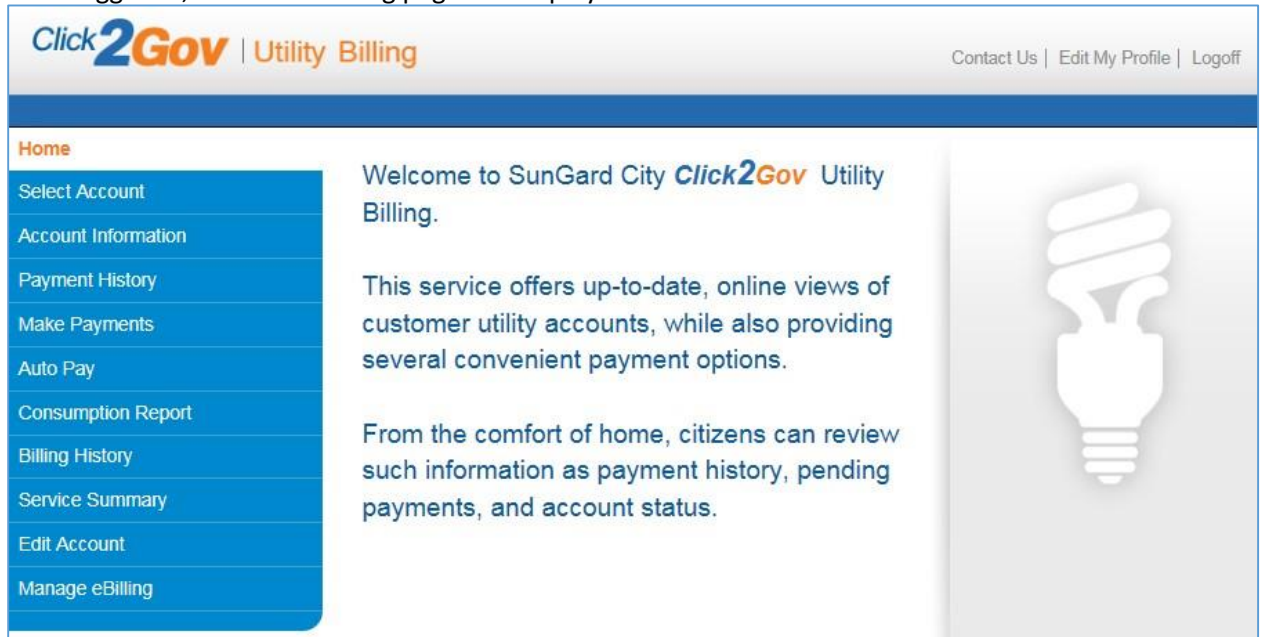 Click2Gov | Utility Billing
Contact Us | Edit My Profile | Logoff
Home
Select Account
Account Information
Payment History
Make Payments
Auto Pay
Consumption Report
Billing History
Service Summary
Edit Account
Manage eBilling
Welcome to SunGard City Click2Gov Utility
Billing.
This service offers up-to-date, online views of
customer utility accounts, while also providing
several convenient payment options.
From the comfort of home, citizens can review
such information as payment history, pending
payments, and account status.